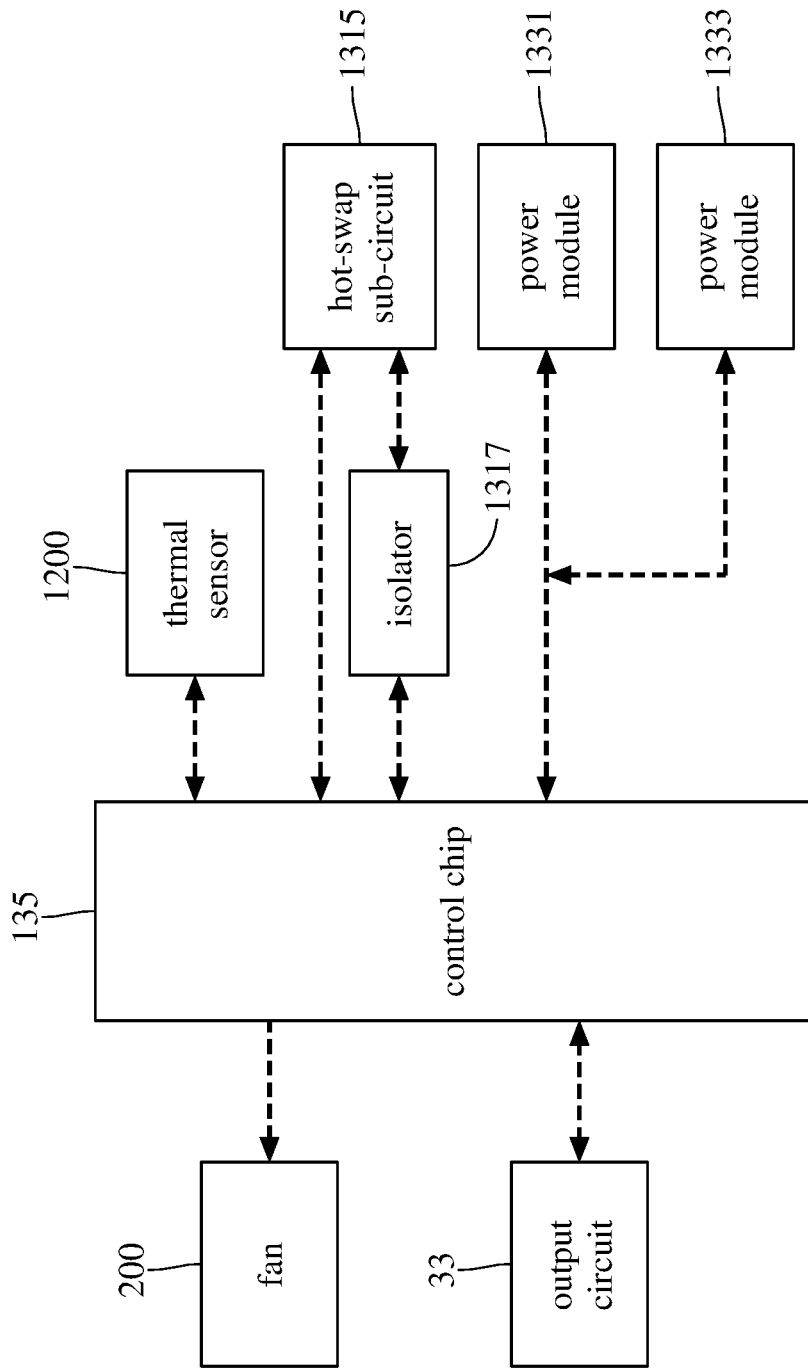 200
fan
33
output
circuit
135
control chip
1200
thermal
sensor
isolator
1317
hot-swap
sub-circuit
1315
power
module
1331
power
module
1333